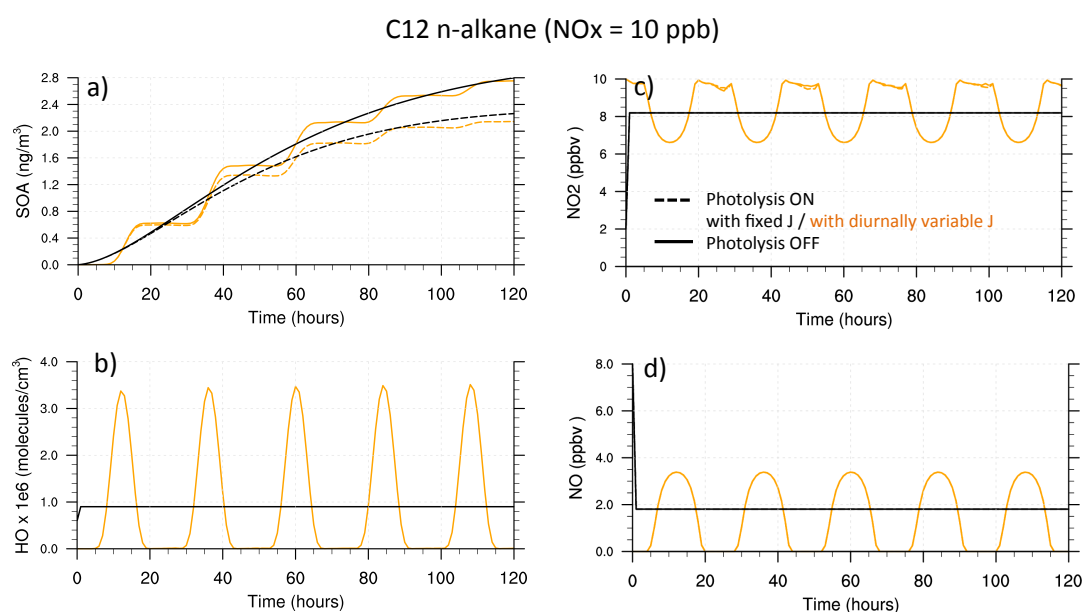 C12 n-alkane (NOx = 10 ppb)
a)
SOA (ng/m³)
2.8
2.4
2.0
1.6
1.2
0.8
0.4
0.0
0 20 40 60 80 100 120
Time (hours)
c)
NO2 (ppbv)
10
8
6
4
2
0
Photolysis ON
with fixed J / with diurnally variable J
Photolysis OFF
0 20 40 60 80 100 120
Time (hours)
b)
HO x 1e6 (molecules/cm³)
4.0
3.0
2.0
1.0
0.0
0 20 40 60 80 100 120
Time (hours)
d)
NO (ppbv )
8.0
6.0
4.0
2.0
0.0
0 20 40 60 80 100 120
Time (hours)